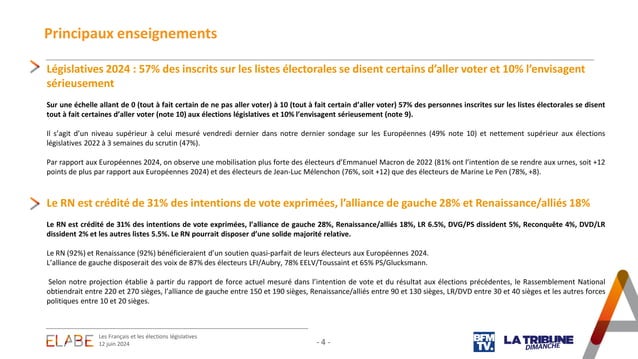 Principaux enseignements
Législatives 2024 : 57% des inscrits sur les listes électorales se disent certains d’aller voter et 10% l’envisagent
sérieusement
Sur une échelle allant de 0 (tout à fait certain de ne pas aller voter) à 10 (tout à fait certain d’aller voter) 57% des personnes inscrites sur les listes électorales se disent
tout à fait certaines d’aller voter (note 10) aux élections législatives et 10% l’envisagent sérieusement (note 9).
Il s’agit d’un niveau supérieur à celui mesuré vendredi dernier dans notre dernier sondage sur les Européennes (49% note 10) et nettement supérieur aux élections
législatives 2022 à 3 semaines du scrutin (47%).
Par rapport aux Européennes 2024, on observe une mobilisation plus forte des électeurs d’Emmanuel Macron de 2022 (81% ont l’intention de se rendre aux urnes, soit +12
points de plus par rapport aux Européennes 2024) et des électeurs de Jean-Luc Mélenchon (76%, soit +12) que des électeurs de Marine Le Pen (78%, +8).
Le RN est crédité de 31% des intentions de vote exprimées, l’alliance de gauche 28% et Renaissance/alliés 18%
Le RN est crédité de 31% des intentions de vote exprimées, l’alliance de gauche 28%, Renaissance/alliés 18%, LR 6.5%, DVG/PS dissident 5%, Reconquête 4%, DVD/LR
dissident 2% et les autres listes 5.5%. Le RN pourrait disposer d’une solide majorité relative.
Le RN (92%) et Renaissance (92%) bénéficieraient d’un soutien quasi-parfait de leurs électeurs aux Européennes 2024.
L’alliance de gauche disposerait des voix de 87% des électeurs LFI/Aubry, 78% EELV/Toussaint et 65% PS/Glucksmann.
Selon notre projection établie à partir du rapport de force actuel mesuré dans l’intention de vote et du résultat aux élections précédentes, le Rassemblement National
obtiendrait entre 220 et 270 sièges, l’alliance de gauche entre 150 et 190 sièges, Renaissance/alliés entre 90 et 130 sièges, LR/DVD entre 30 et 40 sièges et les autres forces
politiques entre 10 et 20 sièges.
ELABE
Les Français et les élections législatives
12 juin 2024
- 4 -
BFM
TV.
LA TRIBUNE
DIMANCHE